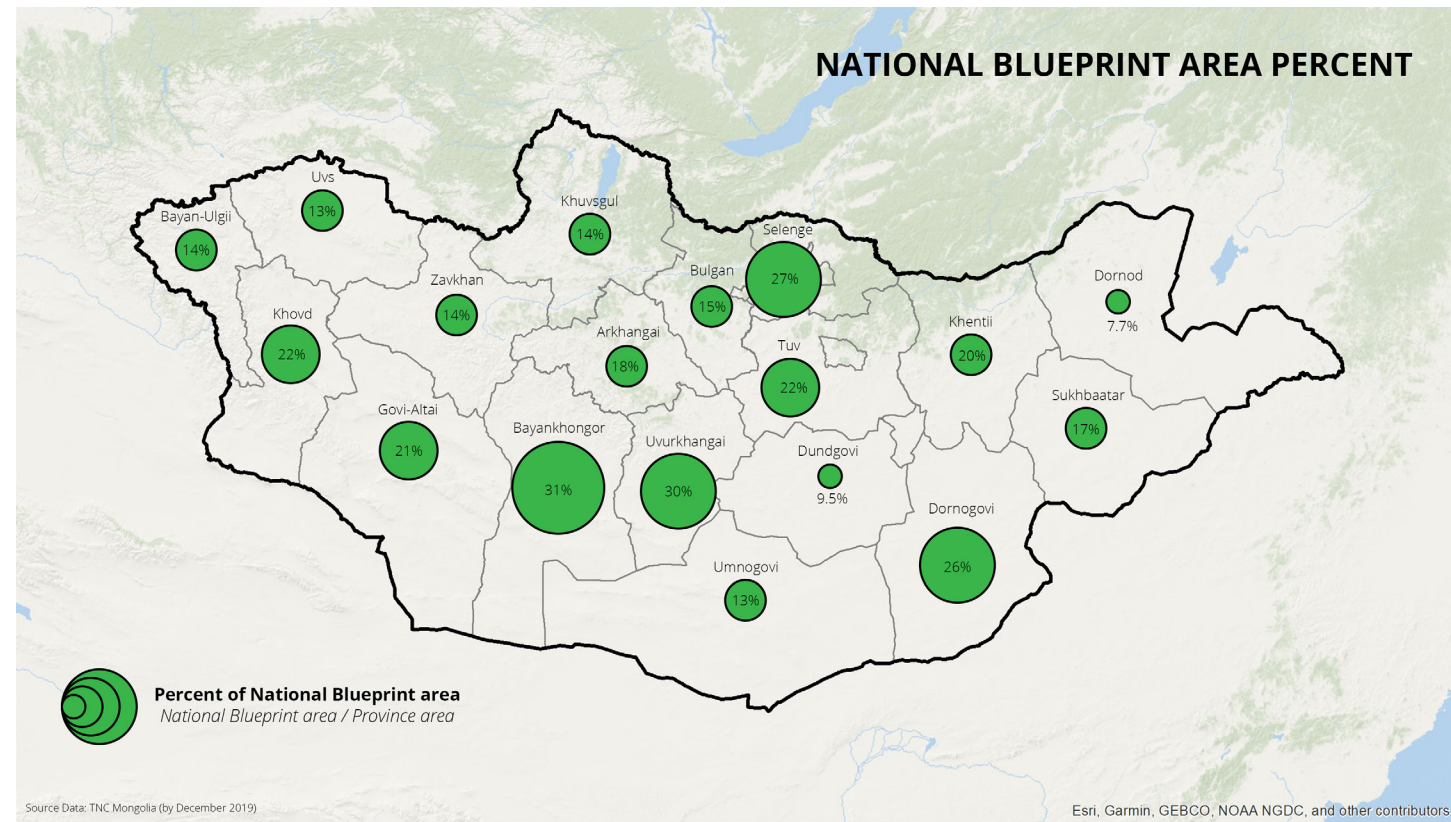 NATIONAL BLUEPRINT AREA PERCENT
Uvs
13%
Bayan-Ulgii
14%
Khuvsgul
14%
Selenge
27%
Bulgan
15%
Dornod
7.7%
Zavkhan
14%
Khovd
22%
Arkhangai
18%
Khentii
20%
Tuv
22%
Sukhbaatar
17%
Govi-Altai
21%
Bayankhongor
31%
Uvurkhangai
30%
Dundgovi
9.5%
Dornogovi
26%
Umnogovi
13%
Percent of National Blueprint area
National Blueprint area / Province area
Source Data: TNC Mongolia (by December 2019)
Esri, Garmin, GEBCO, NOAA NGDC, and other contributors